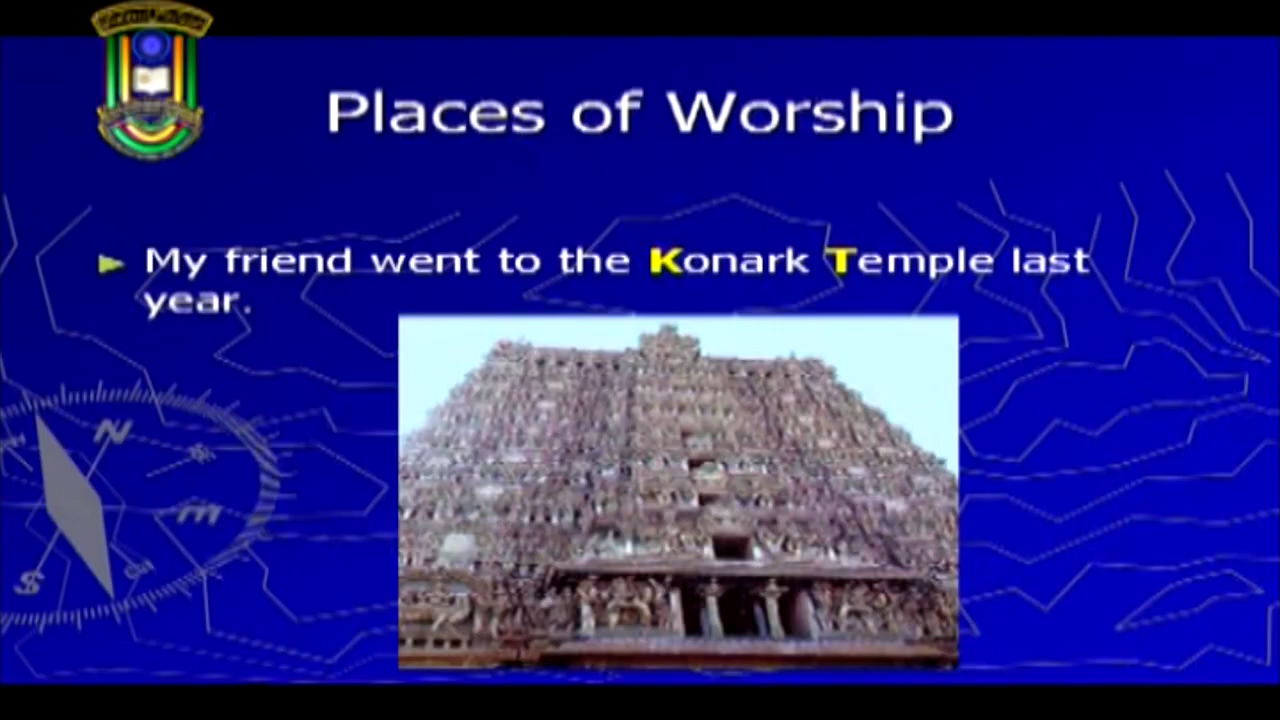 Places of Worship
My friend went to the Konark Temple last
year.
N
S